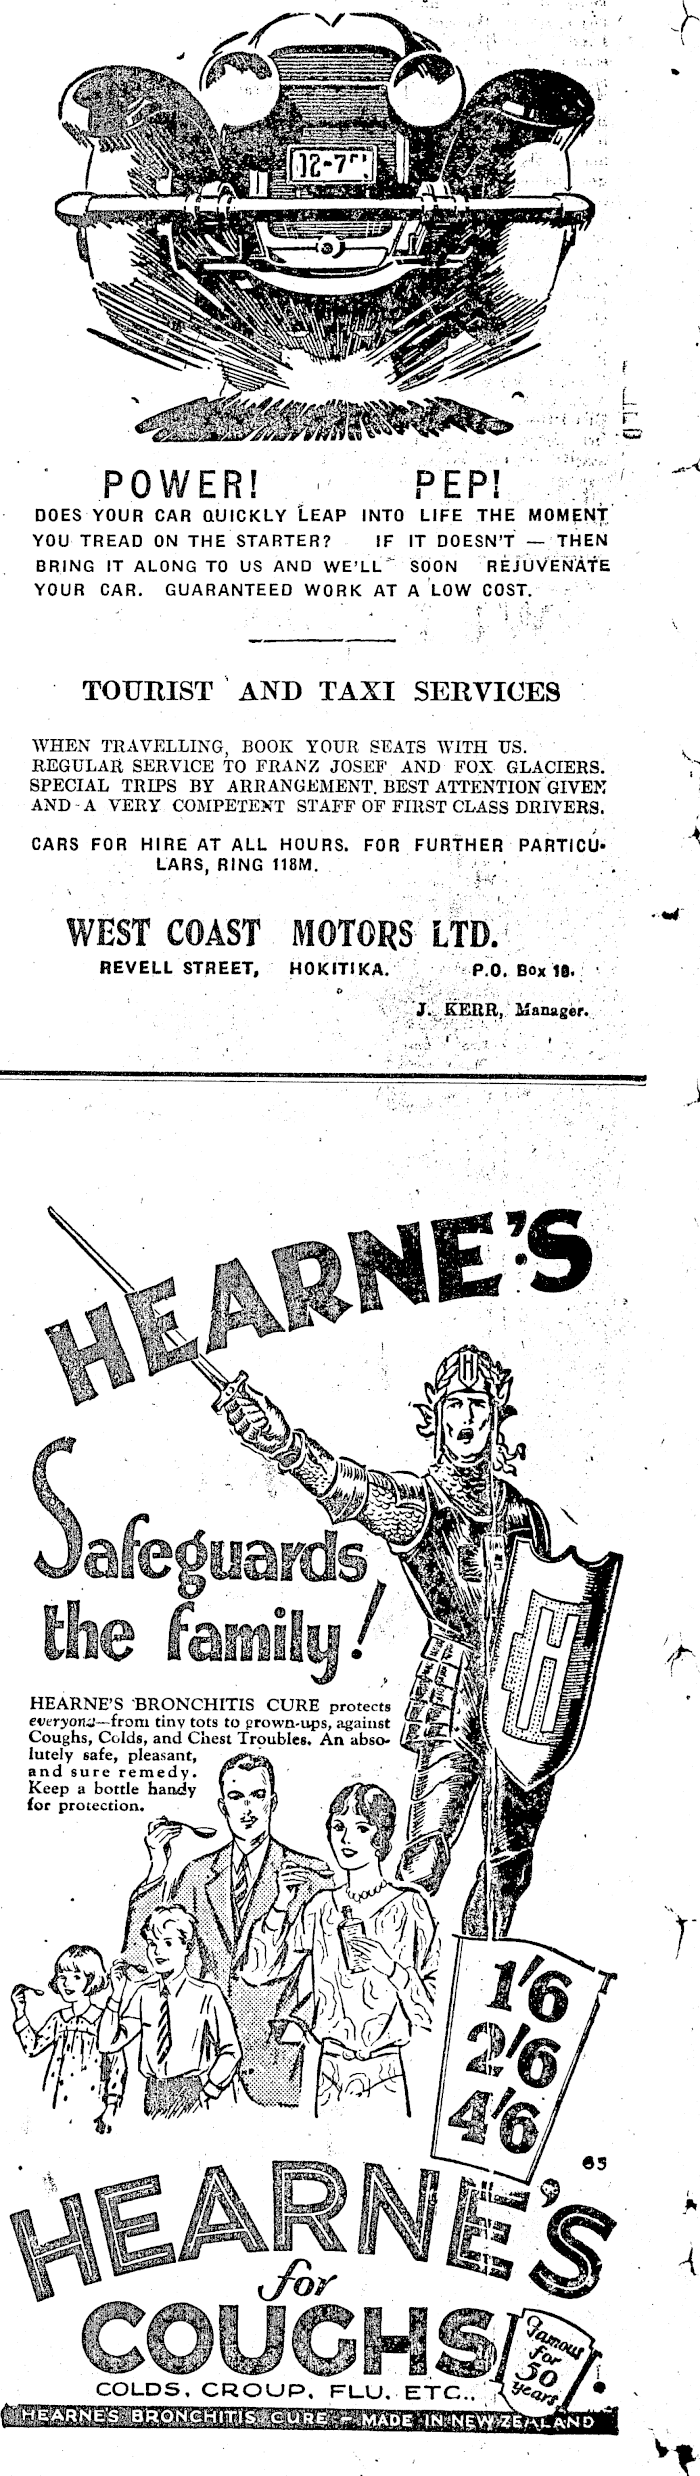 POWER! PEP!
DOES YOUR CAR QUICKLY LEAP INTO LIFE THE MOMENT
YOU TREAD ON THE STARTER? IF IT DOESN'T — THEN
BRING IT ALONG TO US AND WE'LL SOON REJUVENATE
YOUR CAR. GUARANTEED WORK AT A LOW COST.
TOURIST AND TAXI SERVICES
WHEN TRAVELLING, BOOK YOUR SEATS WITH US.
REGULAR SERVICE TO FRANZ JOSEF AND FOX GLACIERS.
SPECIAL TRIPS BY ARRANGEMENT. BEST ATTENTION GIVEN
AND A VERY COMPETENT STAFF OF FIRST CLASS DRIVERS.
CARS FOR HIRE AT ALL HOURS. FOR FURTHER PARTICU-
LARS, RING 118M.
WEST COAST MOTORS LTD.
REVELL STREET, HOKITIKA. P.O. Box
J. KERR, Manager.
HEARNE'S
Safeguards
the family!
HEARNE'S BRONCHITIS CURE protects
everyone—from tiny tots to grown-ups, against
Coughs, Colds, and Chest Troubles. An abso-
lutely safe, pleasant,
and sure remedy.
Keep a bottle handy
for protection.
H
H
1'6
2'6
4'6
65
HEARNE'S
for
COUGHS
Famous
for
50
years
COLDS, CROUP, FLU, ETC..
HEARNE'S BRONCHITIS CURE - MADE IN NEW ZEALAND